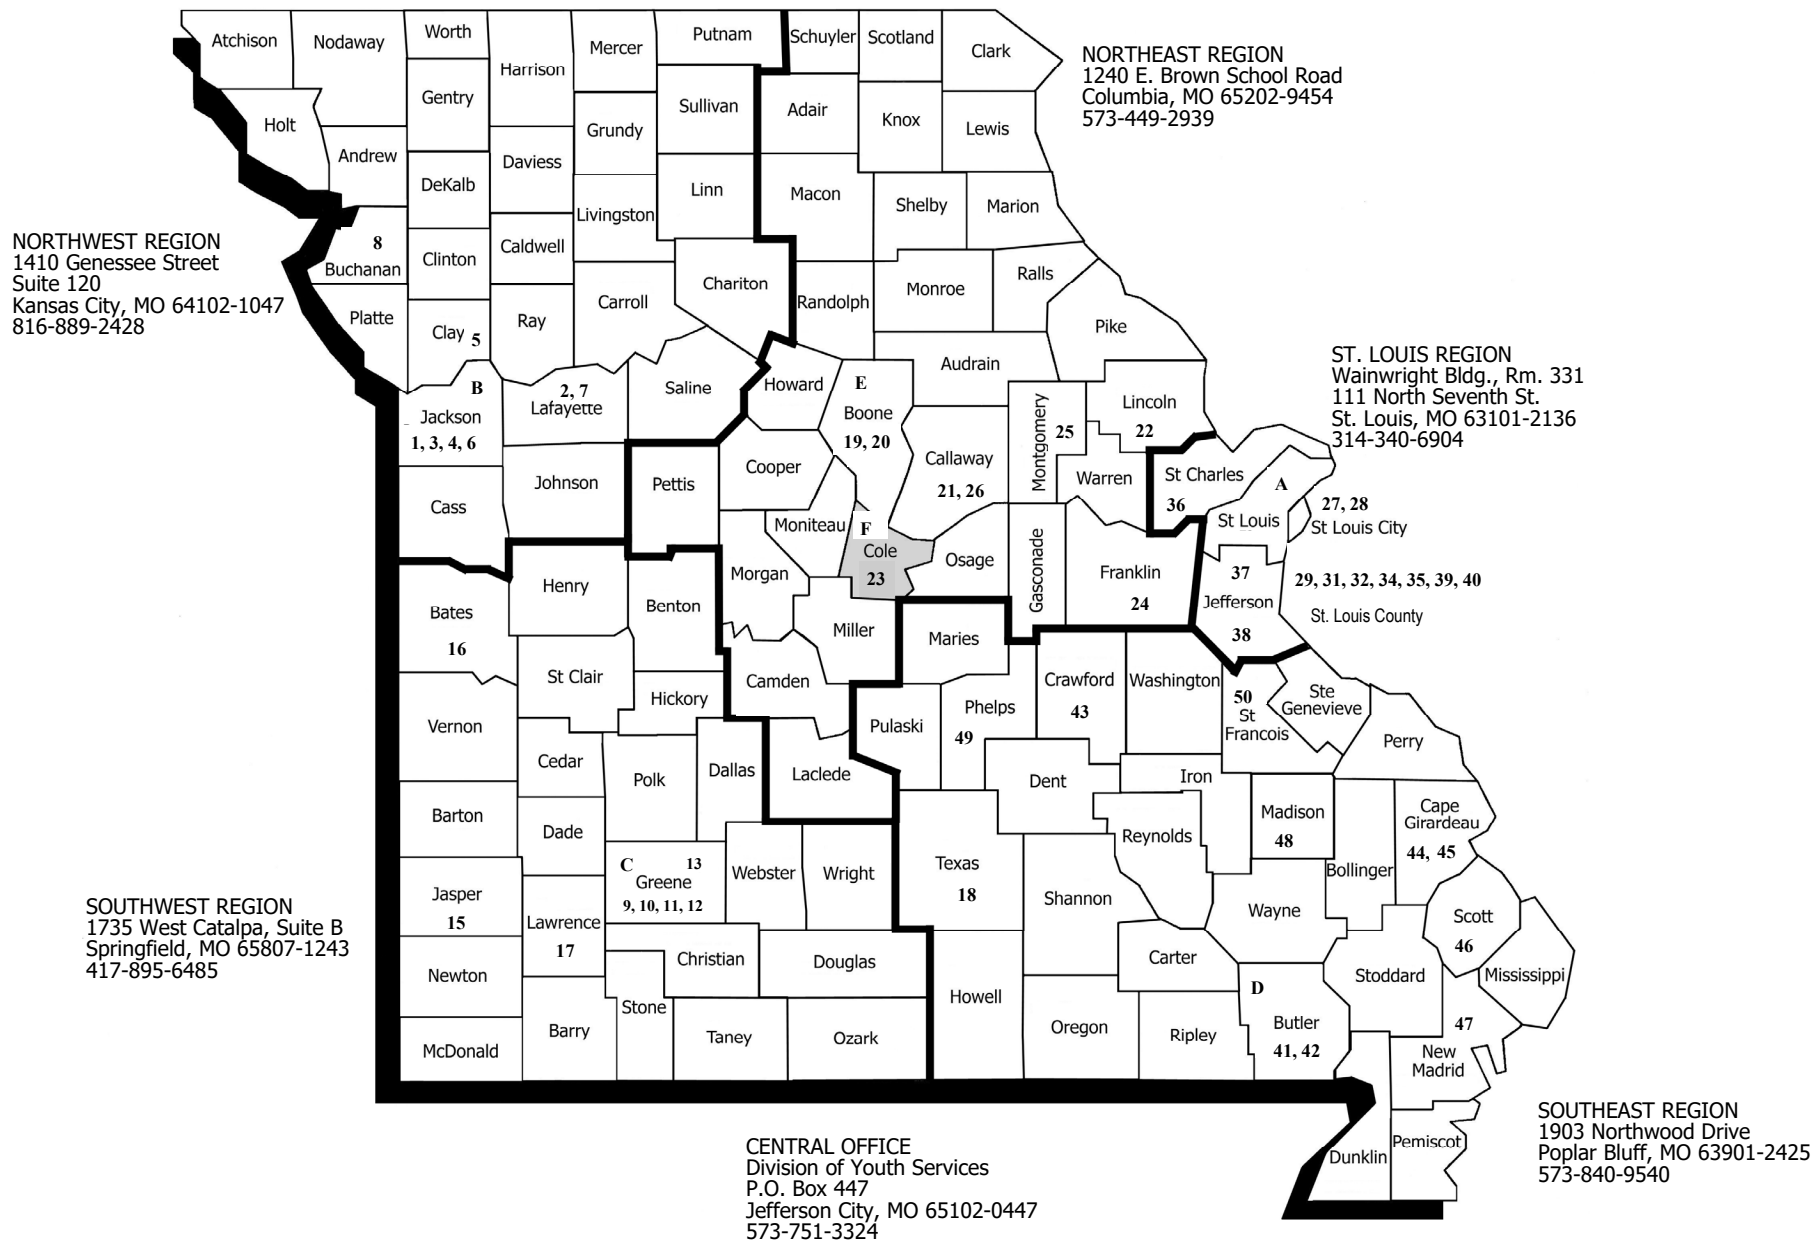 Atchison
Nodaway
Worth
Harrison
Mercer
Putnam
Schuyler
Scotland
Clark
NORTHEAST REGION
1240 E. Brown School Road
Columbia, MO 65202-9454
573-449-2939
Gentry
Sullivan
Adair
Knox
Lewis
Holt
Andrew
Grundy
Daviess
DeKalb
Linn
Macon
Shelby
Marion
Livingston
NORTHWEST REGION
1410 Genessee Street
Suite 120
Kansas City, MO 64102-1047
816-889-2428
8
Buchanan
Clinton
Caldwell
Chariton
Randolph
Monroe
Ralls
Pike
Platte
Clay 5
Ray
Carroll
Audrain
ST. LOUIS REGION
Wainwright Bldg., Rm. 331
111 North Seventh St.
St. Louis, MO 63101-2136
314-340-6904
B
Jackson
1, 3, 4, 6
2, 7
Lafayette
Saline
Howard
E
Boone
19, 20
Montgomery
25
Lincoln
22
Cass
Johnson
Pettis
Cooper
Callaway
21, 26
Warren
St Charles
36
A
St Louis
27, 28
St Louis City
Moniteau
F
Cole
23
Osage
Gasconade
Franklin
24
37
Jefferson
38
29, 31, 32, 34, 35, 39, 40
St. Louis County
Bates
16
Henry
Benton
Morgan
Miller
Maries
St Clair
Hickory
Camden
Pulaski
Phelps
49
Crawford
43
Washington
50
St
Francois
Ste
Genevieve
Perry
Vernon
Cedar
Polk
Dallas
Laclede
Dent
Iron
Barton
Dade
Reynolds
Madison
48
Bollinger
Cape
Girardeau
44, 45
SOUTHWEST REGION
1735 West Catalpa, Suite B
Springfield, MO 65807-1243
417-895-6485
Jasper
15
Lawrence
17
C
13
Greene
9, 10, 11, 12
Webster
Wright
Texas
18
Shannon
Wayne
Scott
46
Newton
Christian
Douglas
Carter
Stoddard
Mississippi
McDonald
Barry
Stone
Taney
Ozark
Howell
Oregon
Ripley
D
Butler
41, 42
47
New
Madrid
Dunklin
Pemiscot
CENTRAL OFFICE
Division of Youth Services
P.O. Box 447
Jefferson City, MO 65102-0447
573-751-3324
SOUTHEAST REGION
1903 Northwood Drive
Poplar Bluff, MO 63901-2425
573-840-9540